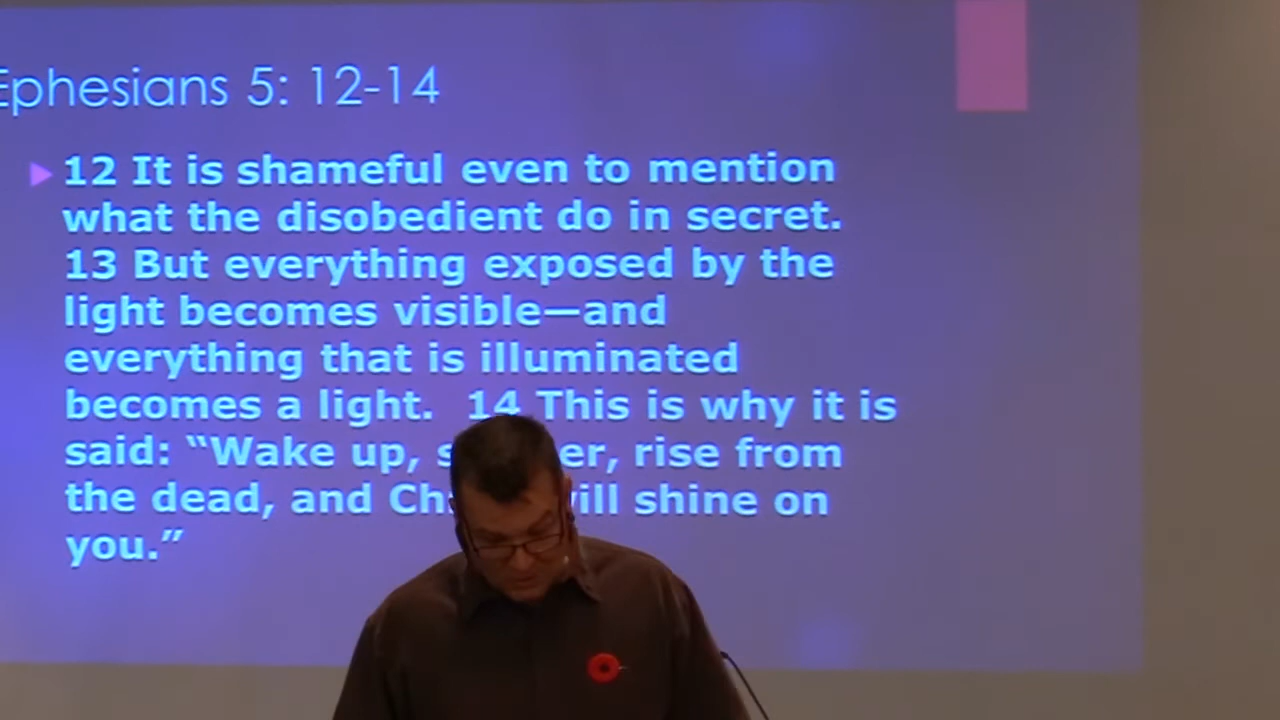 Ephesians 5: 12-14
12 It is shameful even to mention
what the disobedient do in secret.
13 But everything exposed by the
light becomes visible—and
everything that is illuminated
becomes a light. 14 This is why it is
said: “Wake up, er, rise from
the dead, and will shine on
you.”